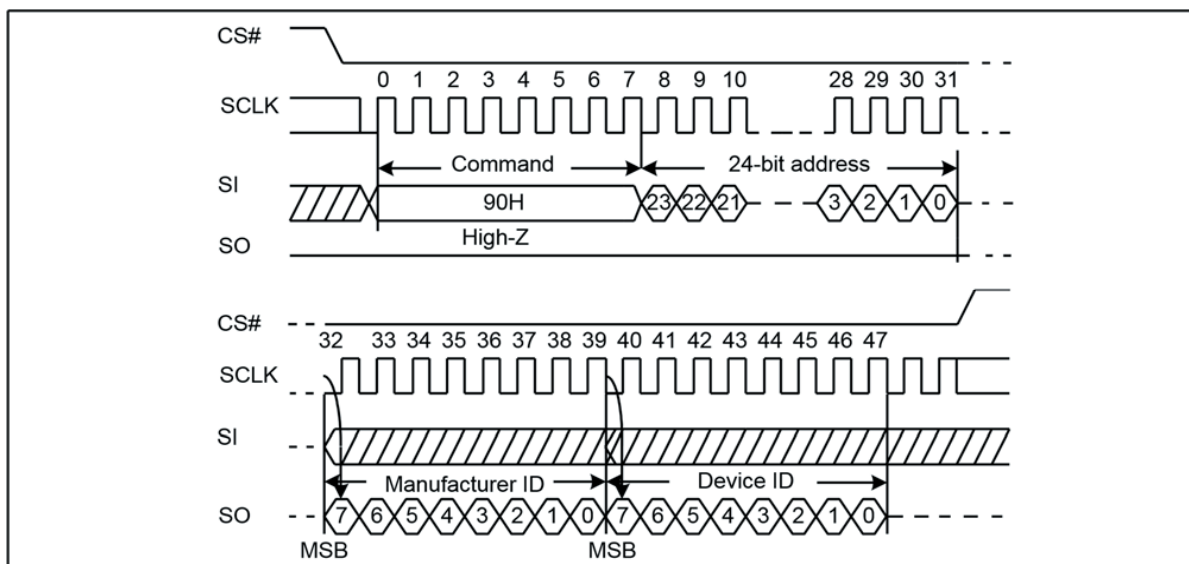 CS#
0 1 2 3 4 5 6 7 8 9 10 28 29 30 31
SCLK
Command 24-bit address
SI
90H 23 22 21 3 2 1 0
High-Z
SO
CS#
32 33 34 35 36 37 38 39 40 41 42 43 44 45 46 47
SCLK
SI
Manufacturer ID Device ID
SO 7 6 5 4 3 2 1 0 7 6 5 4 3 2 1 0
MSB MSB